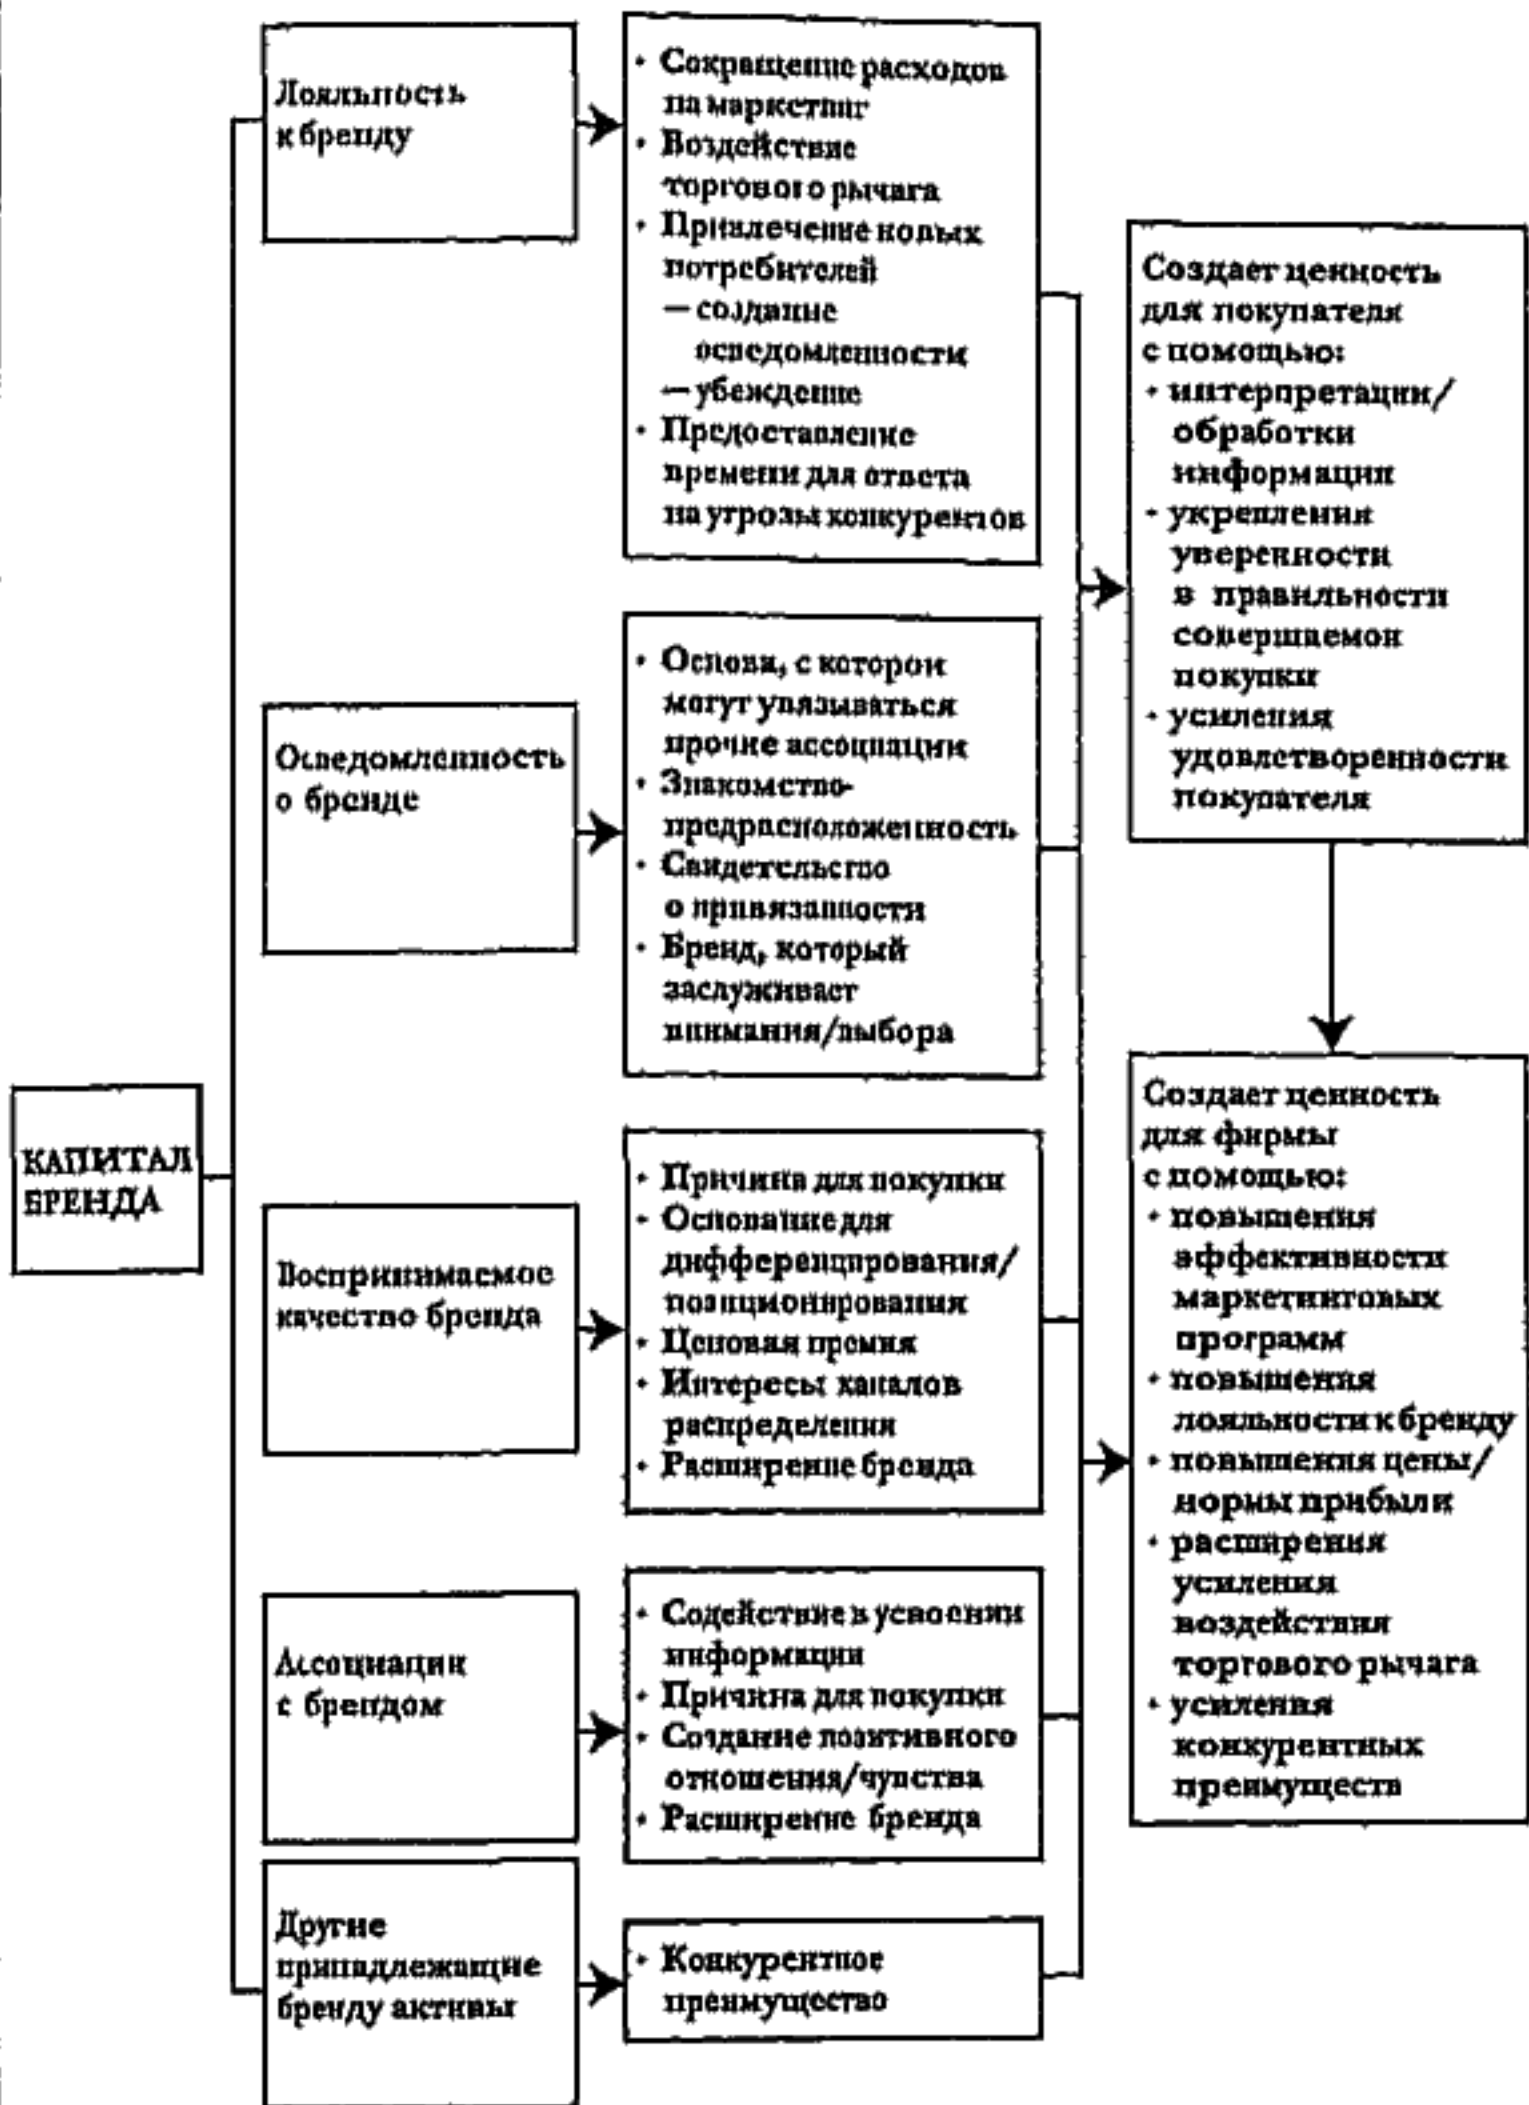 Лояльность
к бренду
• Сокращение расходов
на маркетинг
• Воздействие
торгового рычага
• Привлечение новых
потребителей
— создание
осведомленности
— убеждение
• Предоставление
времени для ответа
на угрозы конкурентов
Осведомленность
о бренде
• Основа, с которой
могут увязываться
прочие ассоциации
• Знакомство-
предрасположенность
• Свидетельство
о привязанности
• Бренд, который
заслуживает
внимания/выбора
КАПИТАЛ
БРЕНДА
Воспринимаемое
качество бренда
• Причина для покупки
• Основание для
дифференцирования/
позиционирования
• Ценовая премия
• Интересы каналов
распределения
• Расширение бренда
Ассоциации
с брендом
• Содействие в усвоении
информации
• Причина для покупки
• Создание позитивного
отношения/чувства
• Расширение бренда
Другие
принадлежащие
бренду активы
• Конкурентное
преимущество
Создает ценность
для покупателя
с помощью:
• интерпретации/
обработки
информации
• укрепления
уверенности
в правильности
совершаемой
покупки
• усиления
удовлетворенности
покупателя
Создает ценность
для фирмы
с помощью:
• повышения
эффективности
маркетинговых
программ
• повышения
лояльности к бренду
• повышения цены/
нормы прибыли
• расширения
усиления
воздействия
торгового рычага
• усиления
конкурентных
преимуществ